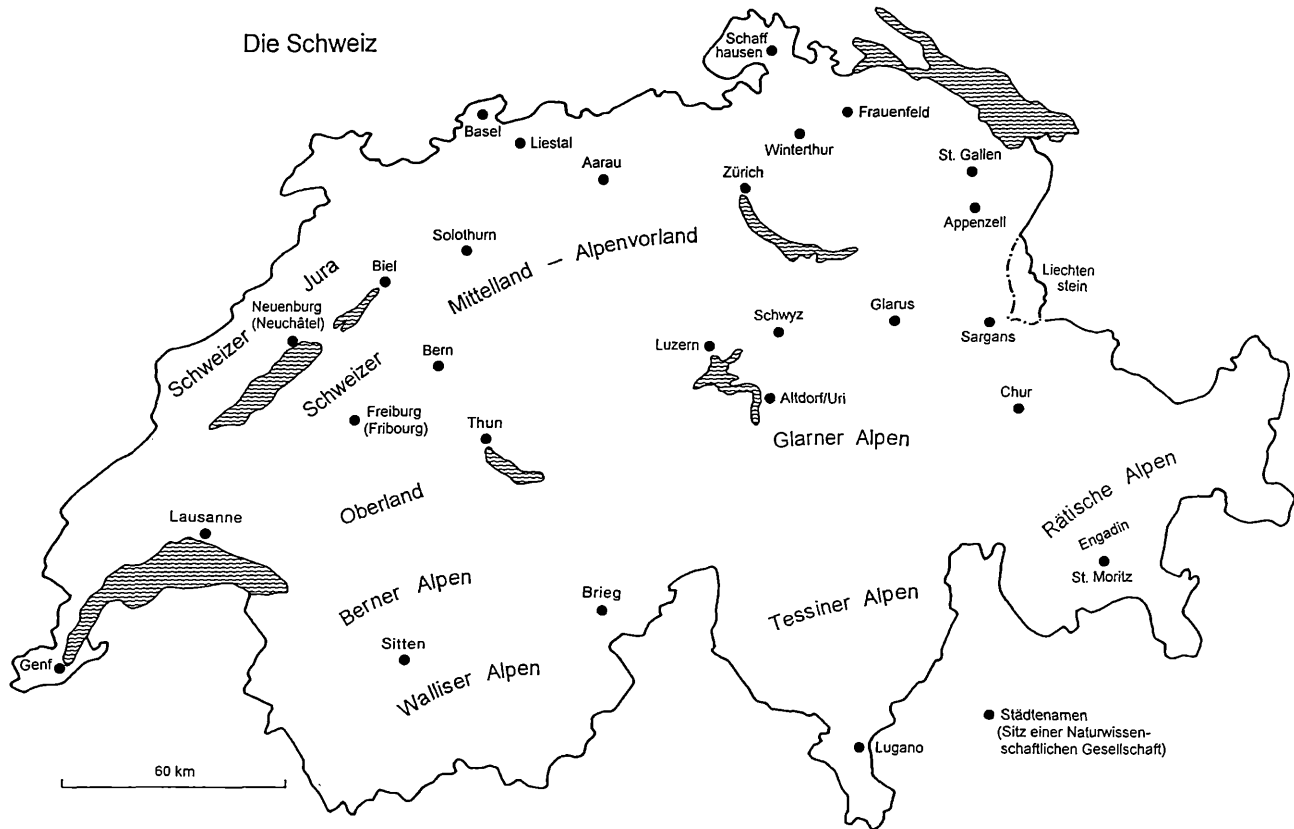 Die Schweiz
Schaff
hausen
Basel
Liestal
Aarau
Frauenfeld
Winterthur
St. Gallen
Zürich
Appenzell
Solothurn
Mittelland – Alpenvorland
Schweizer Jura
Biel
Liechten
stein
Neuenburg
(Neuchâtel)
Schwyz
Glarus
Sargans
Luzern
Schweizer
Bern
Altdorf/Uri
Chur
Freiburg
(Fribourg)
Thun
Glarner Alpen
Oberland
Rätische Alpen
Lausanne
Engadin
St. Moritz
Berner Alpen
Brieg
Tessiner Alpen
Sitten
Genf
Walliser Alpen
Städtenamen
(Sitz einer Naturwissen-
schaftlichen Gesellschaft)
Lugano
60 km